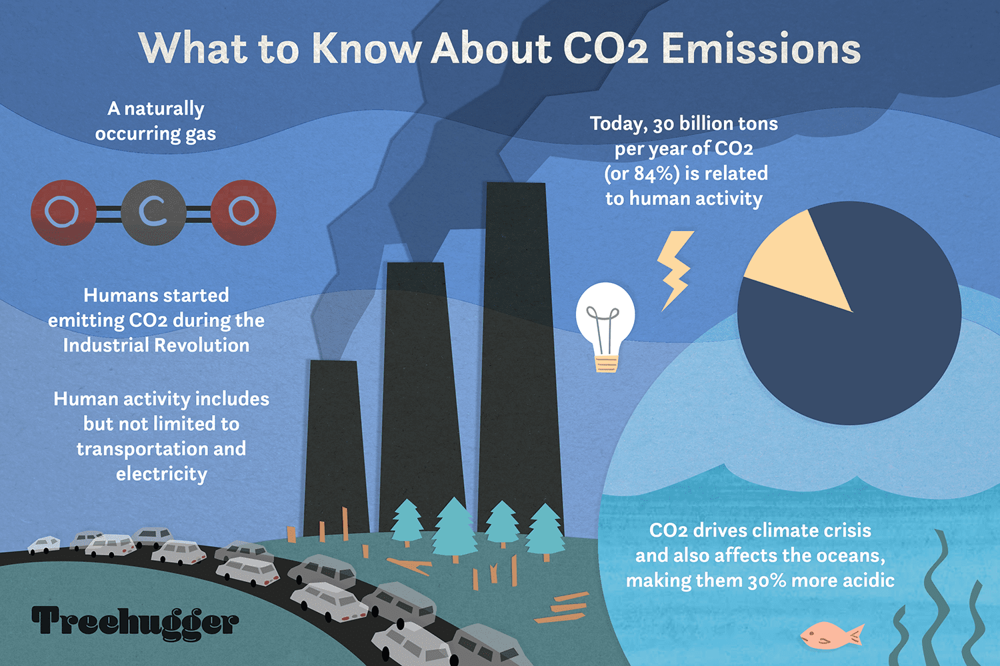 What to Know About CO2 Emissions
A naturally
occurring gas
O C O
Humans started
emitting CO2 during the
Industrial Revolution
Human activity includes
but not limited to
transportation and
electricity
Today, 30 billion tons
per year of CO2
(or 84%) is related
to human activity
CO2 drives climate crisis
and also affects the oceans,
making them 30% more acidic
Treehugger